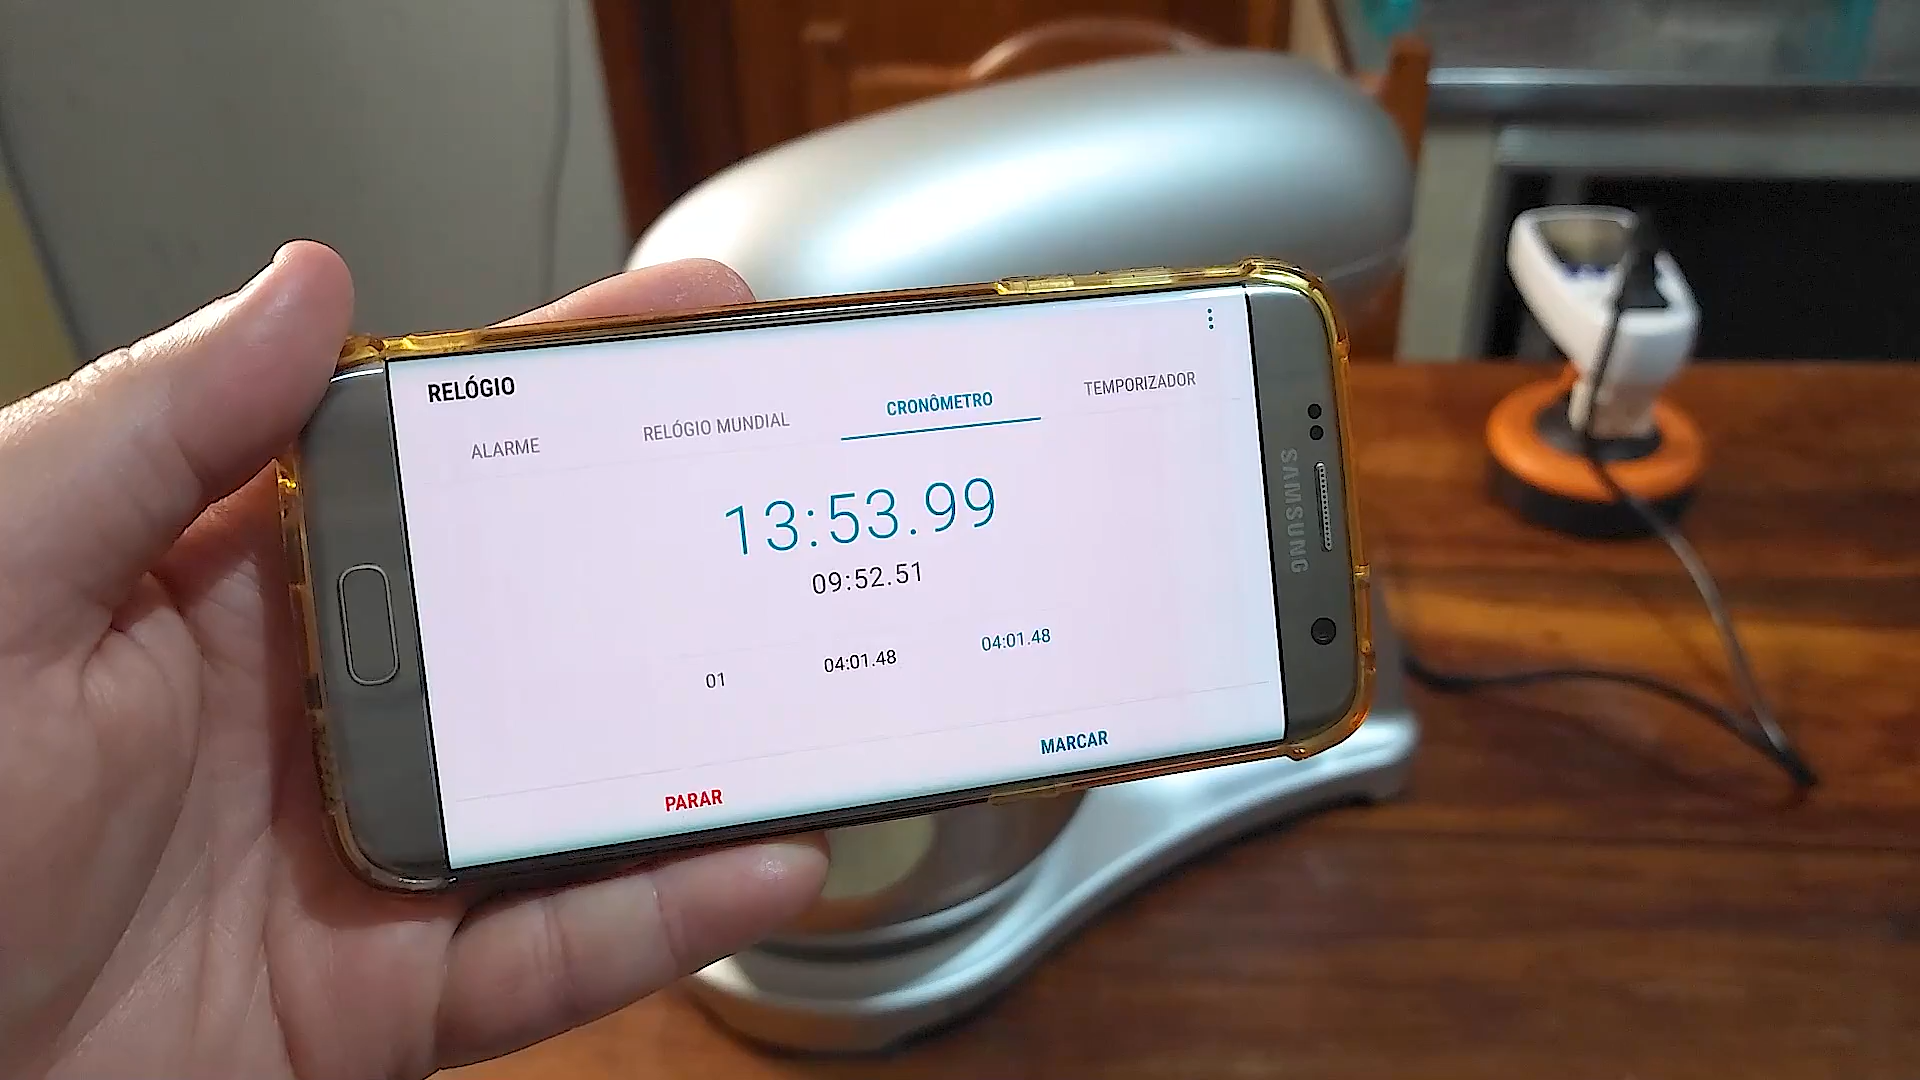 RELÓGIO
ALARME RELÓGIO MUNDIAL CRONÔMETRO TEMPORIZADOR
13:53.99
09:52.51
01 04:01.48 04:01.48
PARAR MARCAR
SAMSUNG